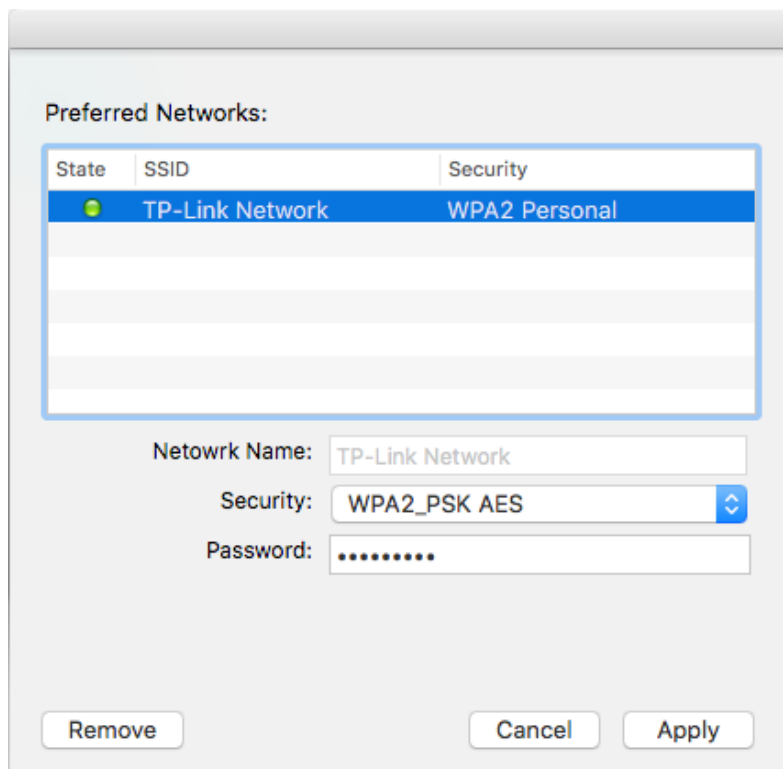 Preferred Networks:
State SSID Security
TP-Link Network WPA2 Personal
Netowrk Name: TP-Link Network
Security: WPA2_PSK AES
Password: •••••••••
Remove Cancel Apply